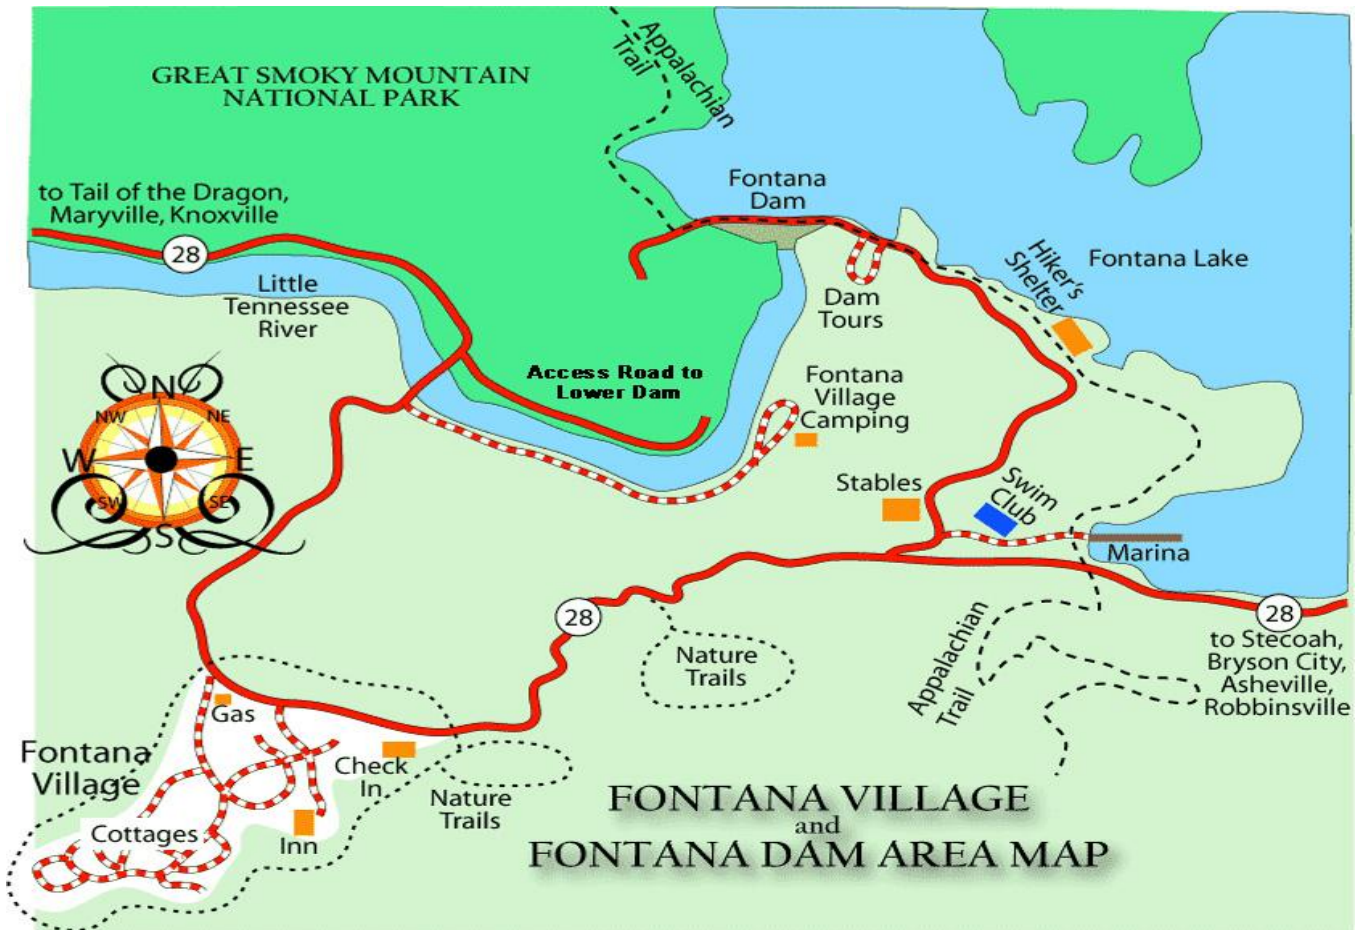 GREAT SMOKY MOUNTAIN
NATIONAL PARK
Appalachian
Trail
to Tail of the Dragon,
Maryville, Knoxville
28
Fontana
Dam
Little
Tennessee
River
Dam
Tours
Hiker's
Shelter
Fontana Lake
Access Road to
Lower Dam
Fontana
Village
Camping
N
NW
NE
W
E
SW
SE
S
Stables
Swim
Club
Marina
28
28
to Stecoah,
Bryson City,
Asheville,
Robbinsville
Nature
Trails
Appalachian
Trail
Gas
Fontana
Village
Check
In
Nature
Trails
Cottages
Inn
FONTANA VILLAGE
and
FONTANA DAM AREA MAP